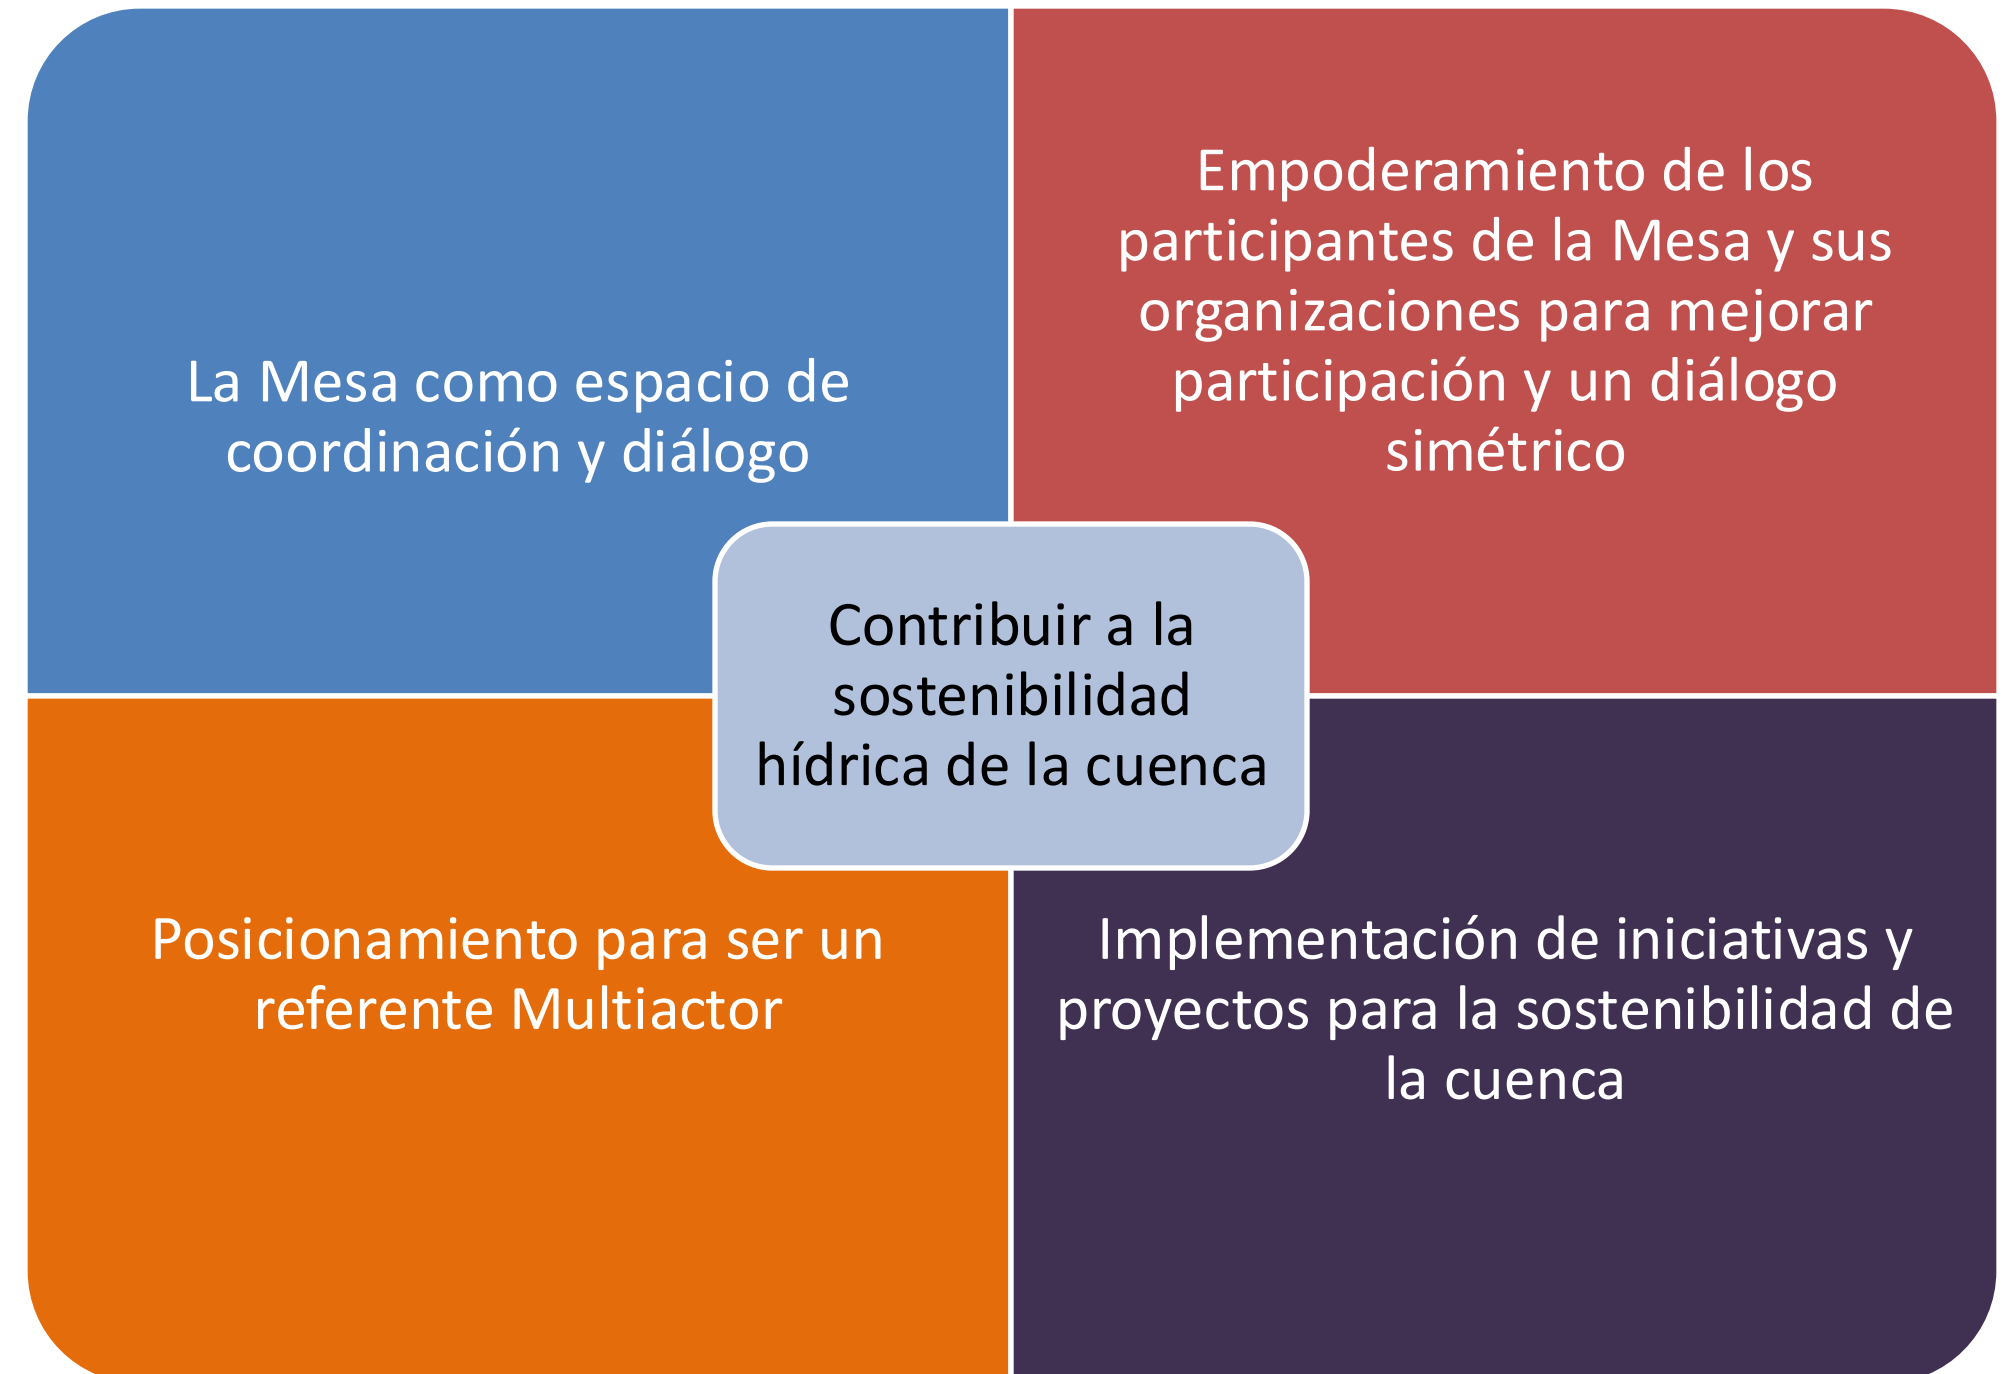 La Mesa como espacio de
coordinación y diálogo
Empoderamiento de los
participantes de la Mesa y sus
organizaciones para mejorar
participación y un diálogo
simétrico
Contribuir a la
sostenibilidad
hídrica de la cuenca
Posicionamiento para ser un
referente Multiactor
Implementación de iniciativas y
proyectos para la sostenibilidad de
la cuenca